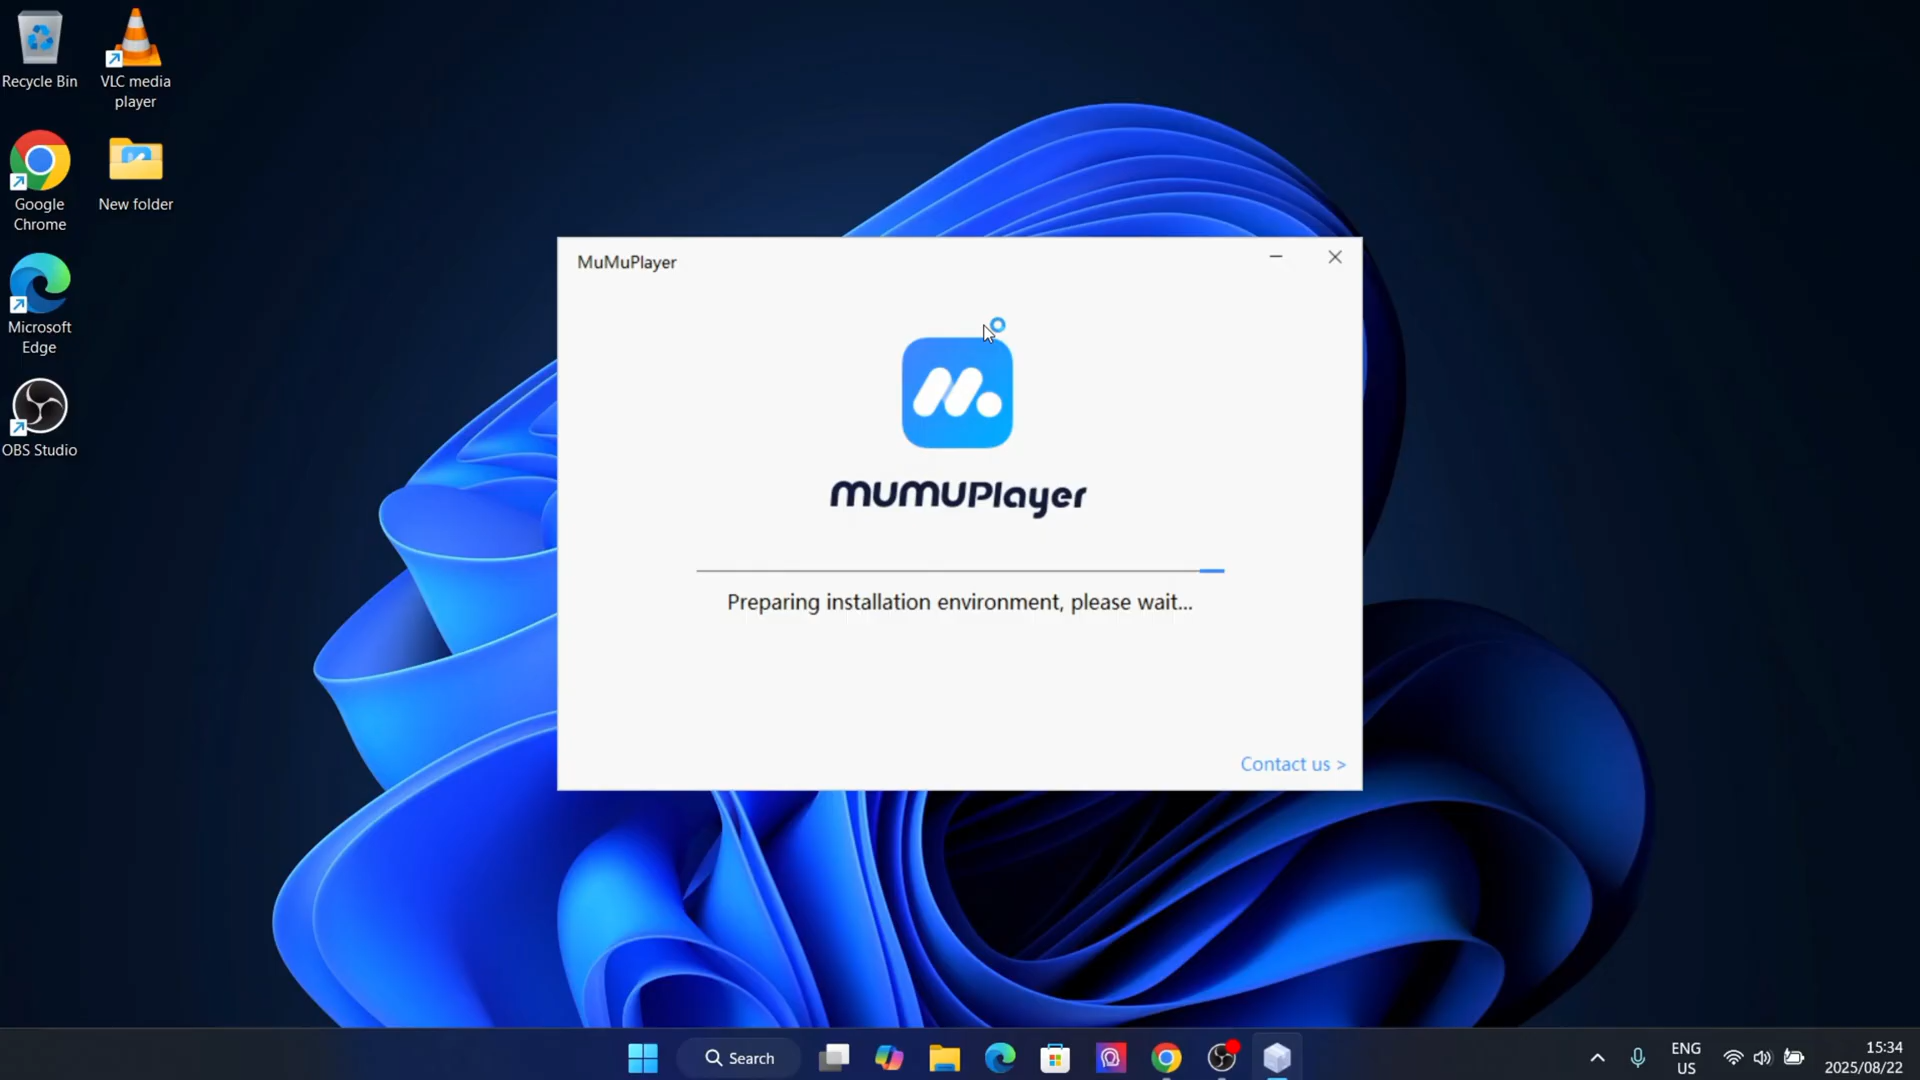 Recycle Bin
VLC media
player
Google
Chrome
New folder
Microsoft
Edge
OBS Studio
MuMuPlayer
MUMUPlayer
Preparing installation environment, please wait...
Contact us >
Search
ENG
US
15:34
2025/08/22